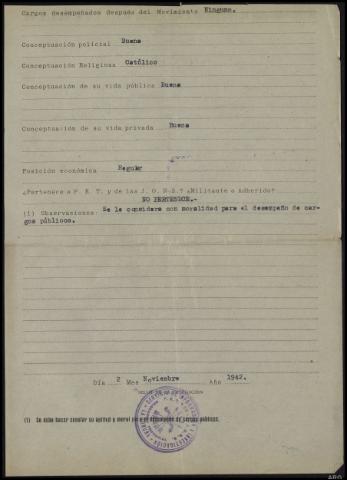 Cargos desempeñados después del Movimiento Ninguno.
Conceptuación policial Buena
Conceptuación Religiosa Católico
Conceptuación de su vida pública Buena
Conceptuación de su vida privada Buena
Posición económica Regular
¿Pertenece a F. E. T. y de las J. O. N-S.? ¿Militante o Adherido?
NO PERTENECE.-
(1) Observaciones: Se le considera con moralidad para el desempeño de car-
gos públicos.
Día 2 Mes Noviembre Año 1942.
(1) Se debe hacer constar su aptitud y moral para el desempeño de cargos públicos.